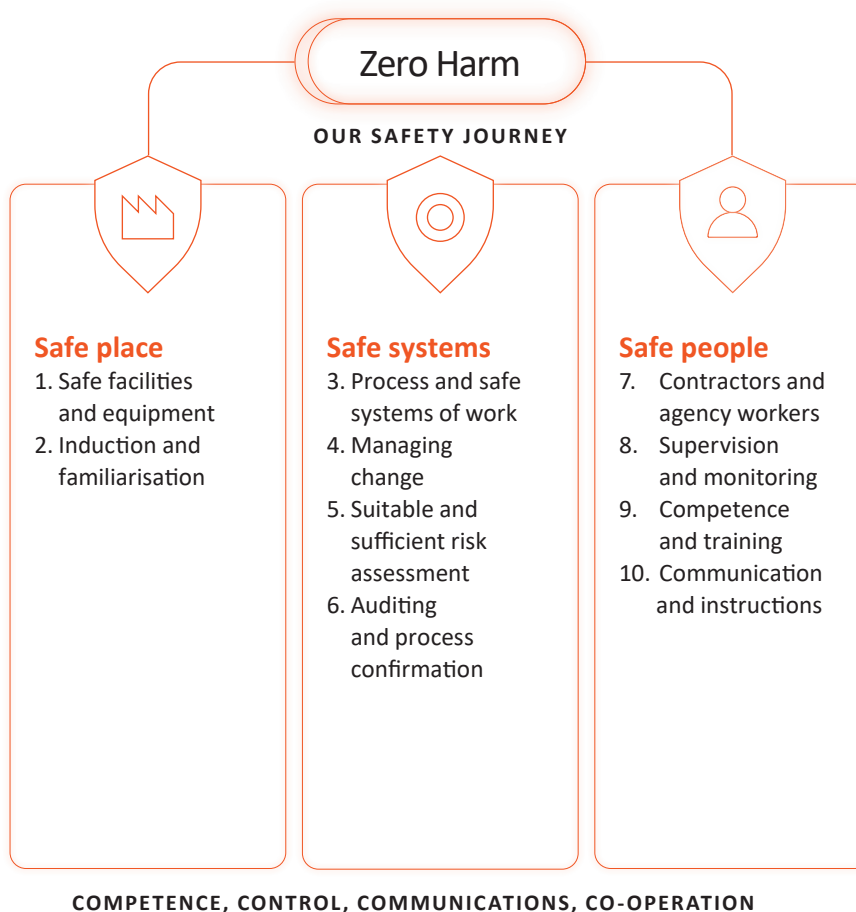 Zero Harm
OUR SAFETY JOURNEY
Safe place
1. Safe facilities
and equipment
2. Induction and
familiarisation
Safe systems
3. Process and safe
systems of work
4. Managing
change
5. Suitable and
sufficient risk
assessment
6. Auditing
and process
confirmation
Safe people
7. Contractors and
agency workers
8. Supervision
and monitoring
9. Competence
and training
10. Communication
and instructions
COMPETENCE, CONTROL, COMMUNICATIONS, CO-OPERATION